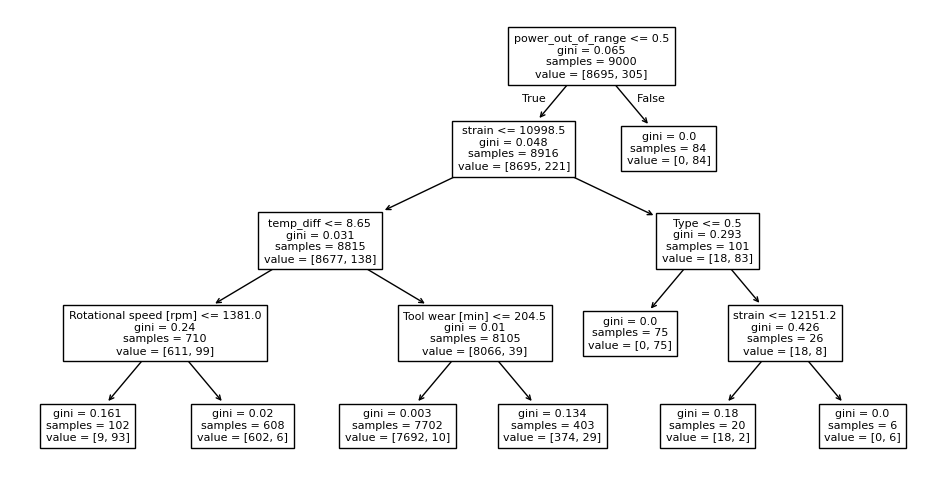 power_out_of_range <= 0.5
gini = 0.065
samples = 9000
value = [8695, 305]
True
False
strain <= 10998.5
gini = 0.048
samples = 8916
value = [8695, 221]
gini = 0.0
samples = 84
value = [0, 84]
temp_diff <= 8.65
gini = 0.031
samples = 8815
value = [8677, 138]
Type <= 0.5
gini = 0.293
samples = 101
value = [18, 83]
Rotational speed [rpm] <= 1381.0
gini = 0.24
samples = 710
value = [611, 99]
Tool wear [min] <= 204.5
gini = 0.01
samples = 8105
value = [8066, 39]
gini = 0.0
samples = 75
value = [0, 75]
strain <= 12151.2
gini = 0.426
samples = 26
value = [18, 8]
gini = 0.161
samples = 102
value = [9, 93]
gini = 0.02
samples = 608
value = [602, 6]
gini = 0.003
samples = 7702
value = [7692, 10]
gini = 0.134
samples = 403
value = [374, 29]
gini = 0.18
samples = 20
value = [18, 2]
gini = 0.0
samples = 6
value = [0, 6]